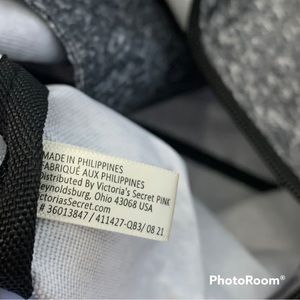 MADE IN PHILIPPINES
FABRIQUÉ AUX PHILIPPINES
Distributed By Victoria's Secret PINK
Reynoldsburg, Ohio 43068 USA
VictoriasSecret.com
# 36013847 / 411427-QB3/ 08 21
PhotoRoom®